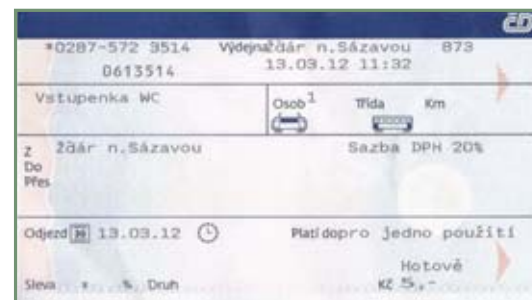 ČD
*0287-572 3514 Výdejna Žďár n.Sázavou 873
0613514 13.03.12 11:32
Vstupenka WC Osob 1 Třída Km
Z Žďár n.Sázavou Sazba DPH 20%
Do
Přes
Odjezd 13.03.12 Platí do pro jedno použití
Hotově
Sleva * %, Druh Kč *5,-